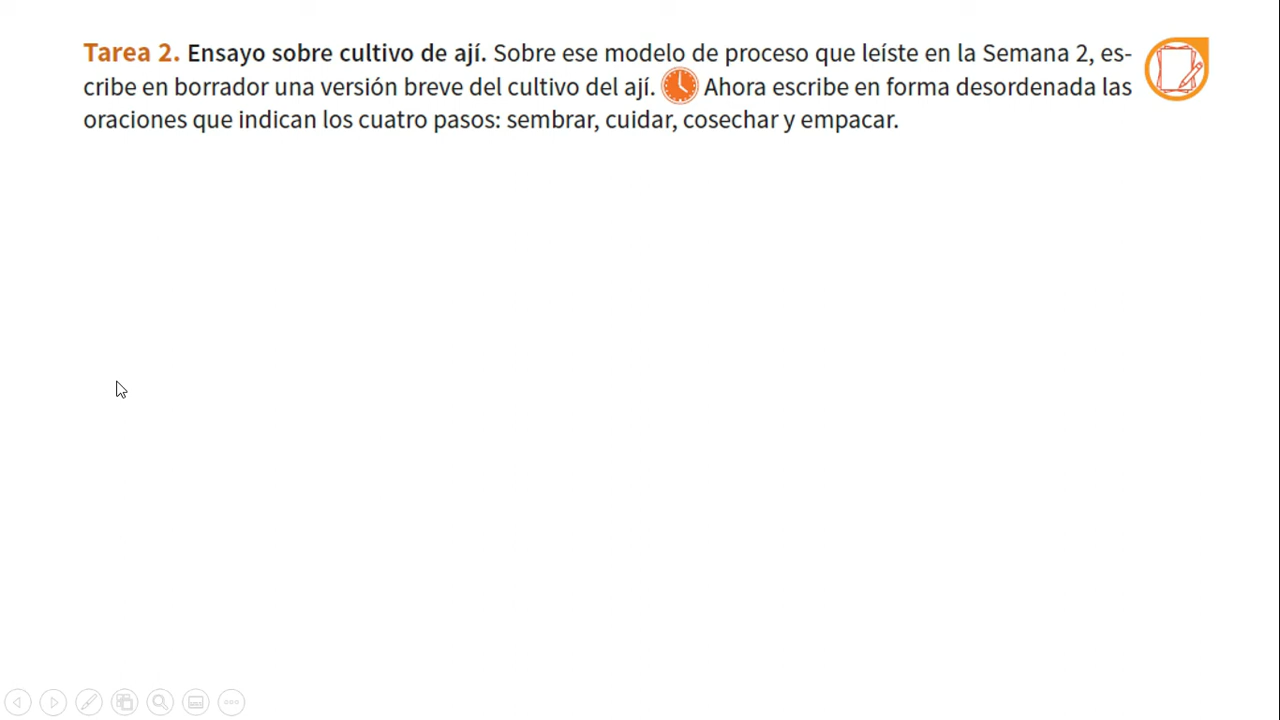 Tarea 2. Ensayo sobre cultivo de ají. Sobre ese modelo de proceso que leíste en la Semana 2, es-
cribe en borrador una versión breve del cultivo del ají. Ahora escribe en forma desordenada las
oraciones que indican los cuatro pasos: sembrar, cuidar, cosechar y empacar.